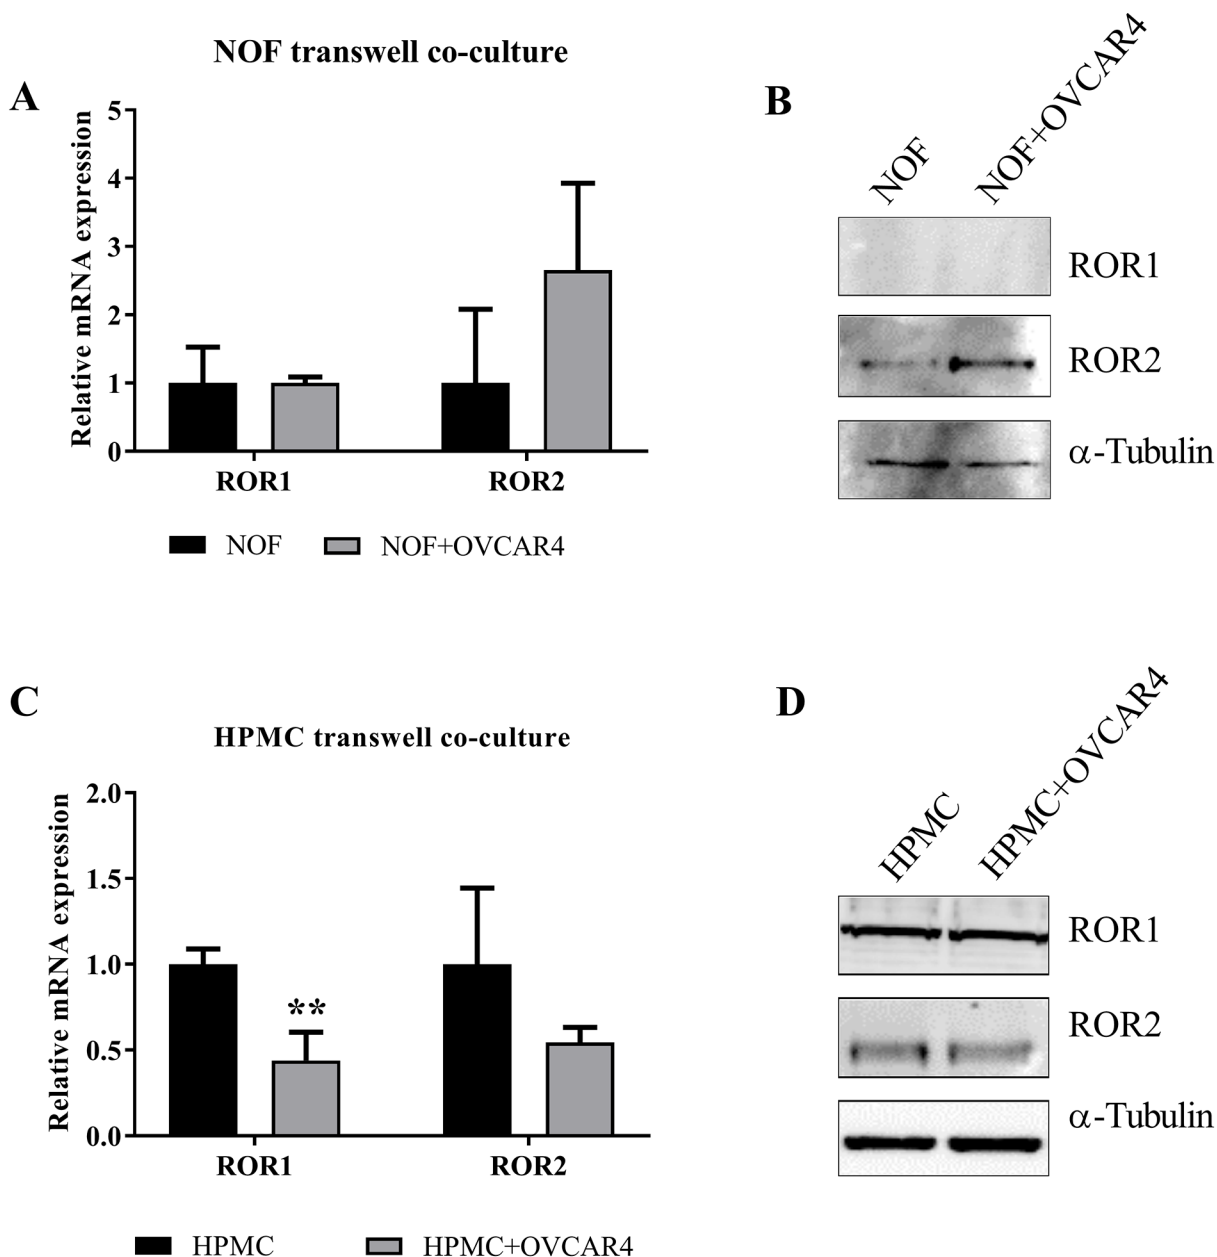 NOF transwell co-culture
A
Relative mRNA expression
5
4
3
2
1
0
ROR1 ROR2
NOF NOF+OVCAR4
B
NOF NOF+OVCAR4
ROR1
ROR2
α-Tubulin
C
HPMC transwell co-culture
Relative mRNA expression
2.0
1.5
1.0
0.5
0.0
**
ROR1 ROR2
HPMC HPMC+OVCAR4
D
HPMC HPMC+OVCAR4
ROR1
ROR2
α-Tubulin